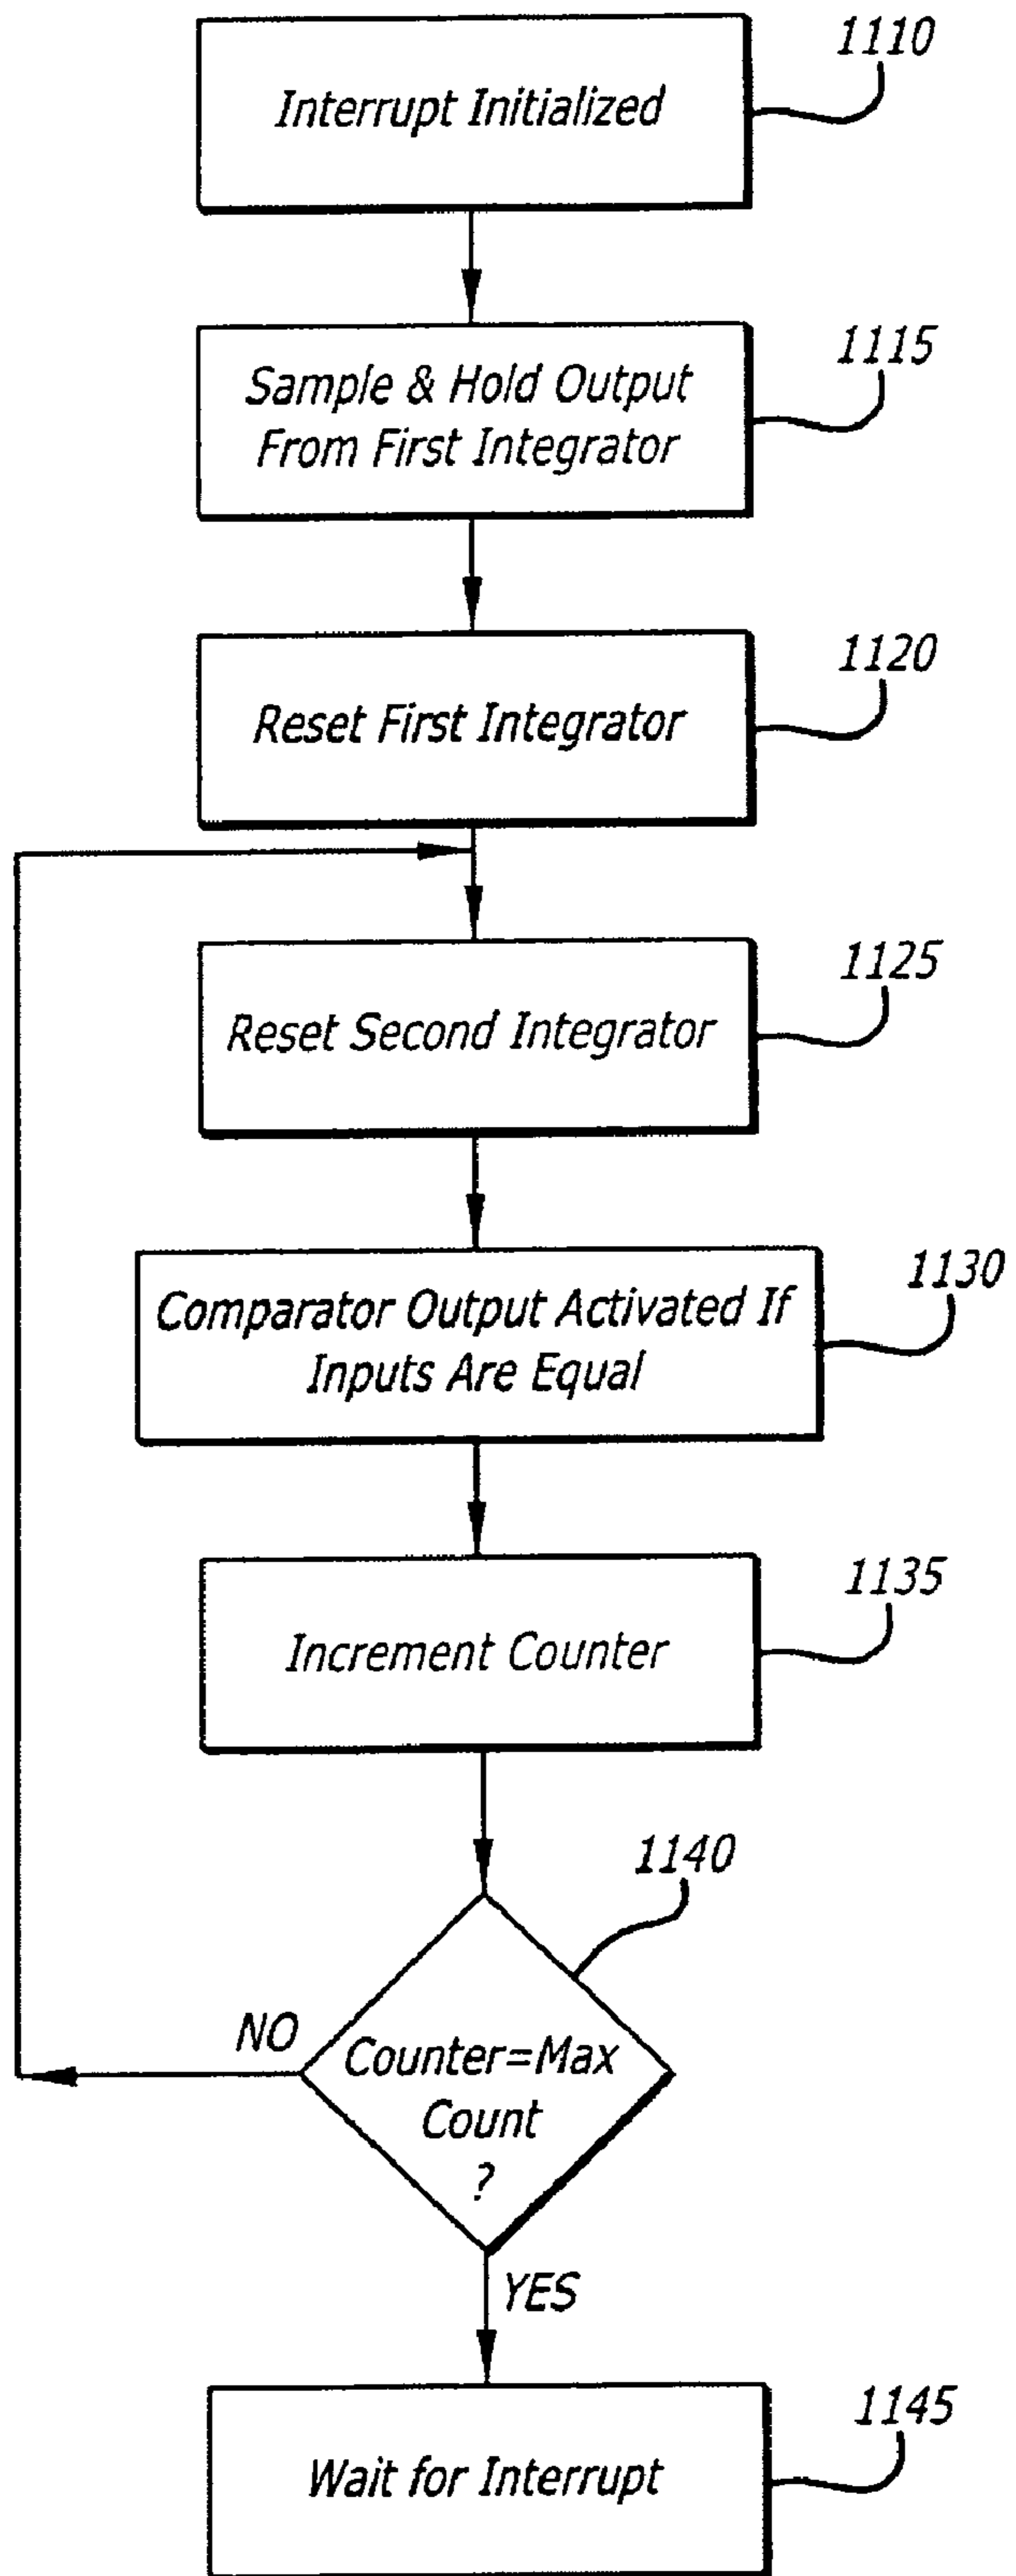 1110
Interrupt Initialized
1115
Sample & Hold Output
From First Integrator
1120
Reset First Integrator
1125
Reset Second Integrator
1130
Comparator Output Activated If
Inputs Are Equal
1135
Increment Counter
1140
NO
Counter=Max
Count
?
YES
1145
Wait for Interrupt